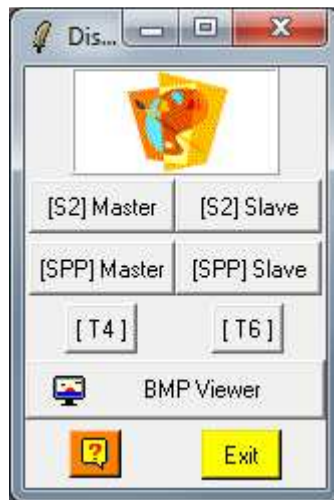 Dis...
[S2] Master [S2] Slave
[SPP] Master [SPP] Slave
[ T4 ] [ T6 ]
BMP Viewer
? Exit